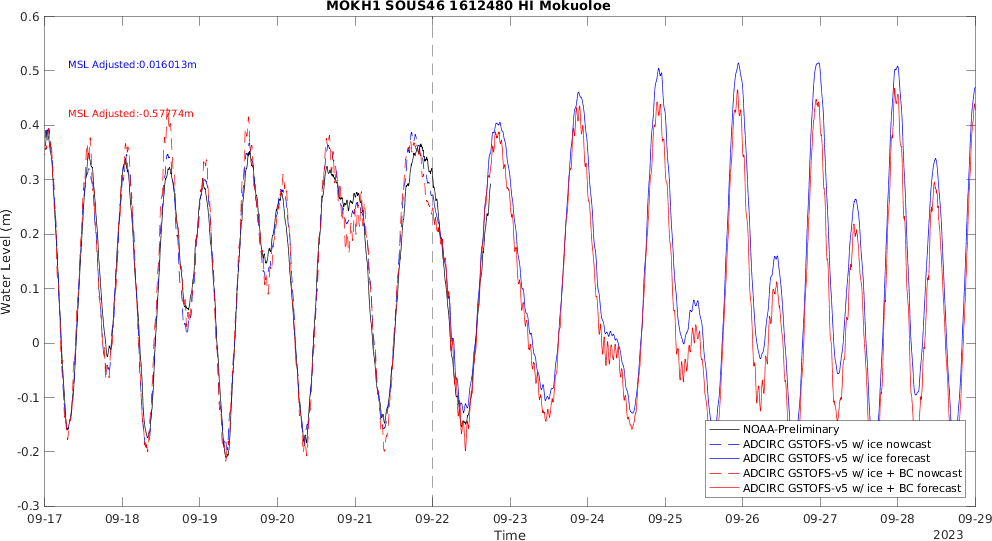 MOKH1 SOUS46 1612480 HI Mokuoloe
0.6
0.5
0.4
0.3
0.2
0.1
0
-0.1
-0.2
-0.3
Water Level (m)
MSL Adjusted:0.016013m
MSL Adjusted:-0.57774m
NOAA-Preliminary
ADCIRC GSTOFS-v5 w/ ice nowcast
ADCIRC GSTOFS-v5 w/ ice forecast
ADCIRC GSTOFS-v5 w/ ice + BC nowcast
ADCIRC GSTOFS-v5 w/ ice + BC forecast
09-17 09-18 09-19 09-20 09-21 09-22 09-23 09-24 09-25 09-26 09-27 09-28 09-29
Time
2023